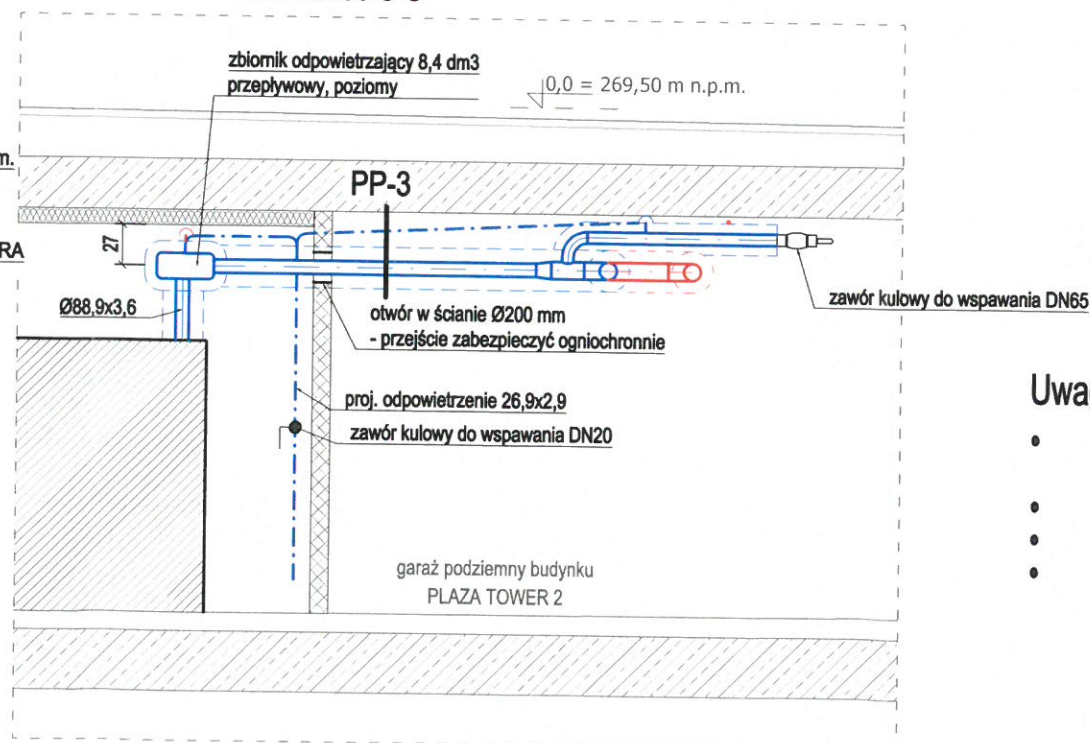 zbiornik odpowietrzający 8,4 dm3
przepływowy, poziomy
0,0 = 269,50 m n.p.m.
PP-3
27
Ø88,9x3,6
otwór w ścianie Ø200 mm
- przejście zabezpieczyć ogniochronnie
zawór kulowy do wspawania DN65
proj. odpowietrzenie 26,9x2,9
zawór kulowy do wspawania DN20
garaż podziemny budynku
PLAZA TOWER 2